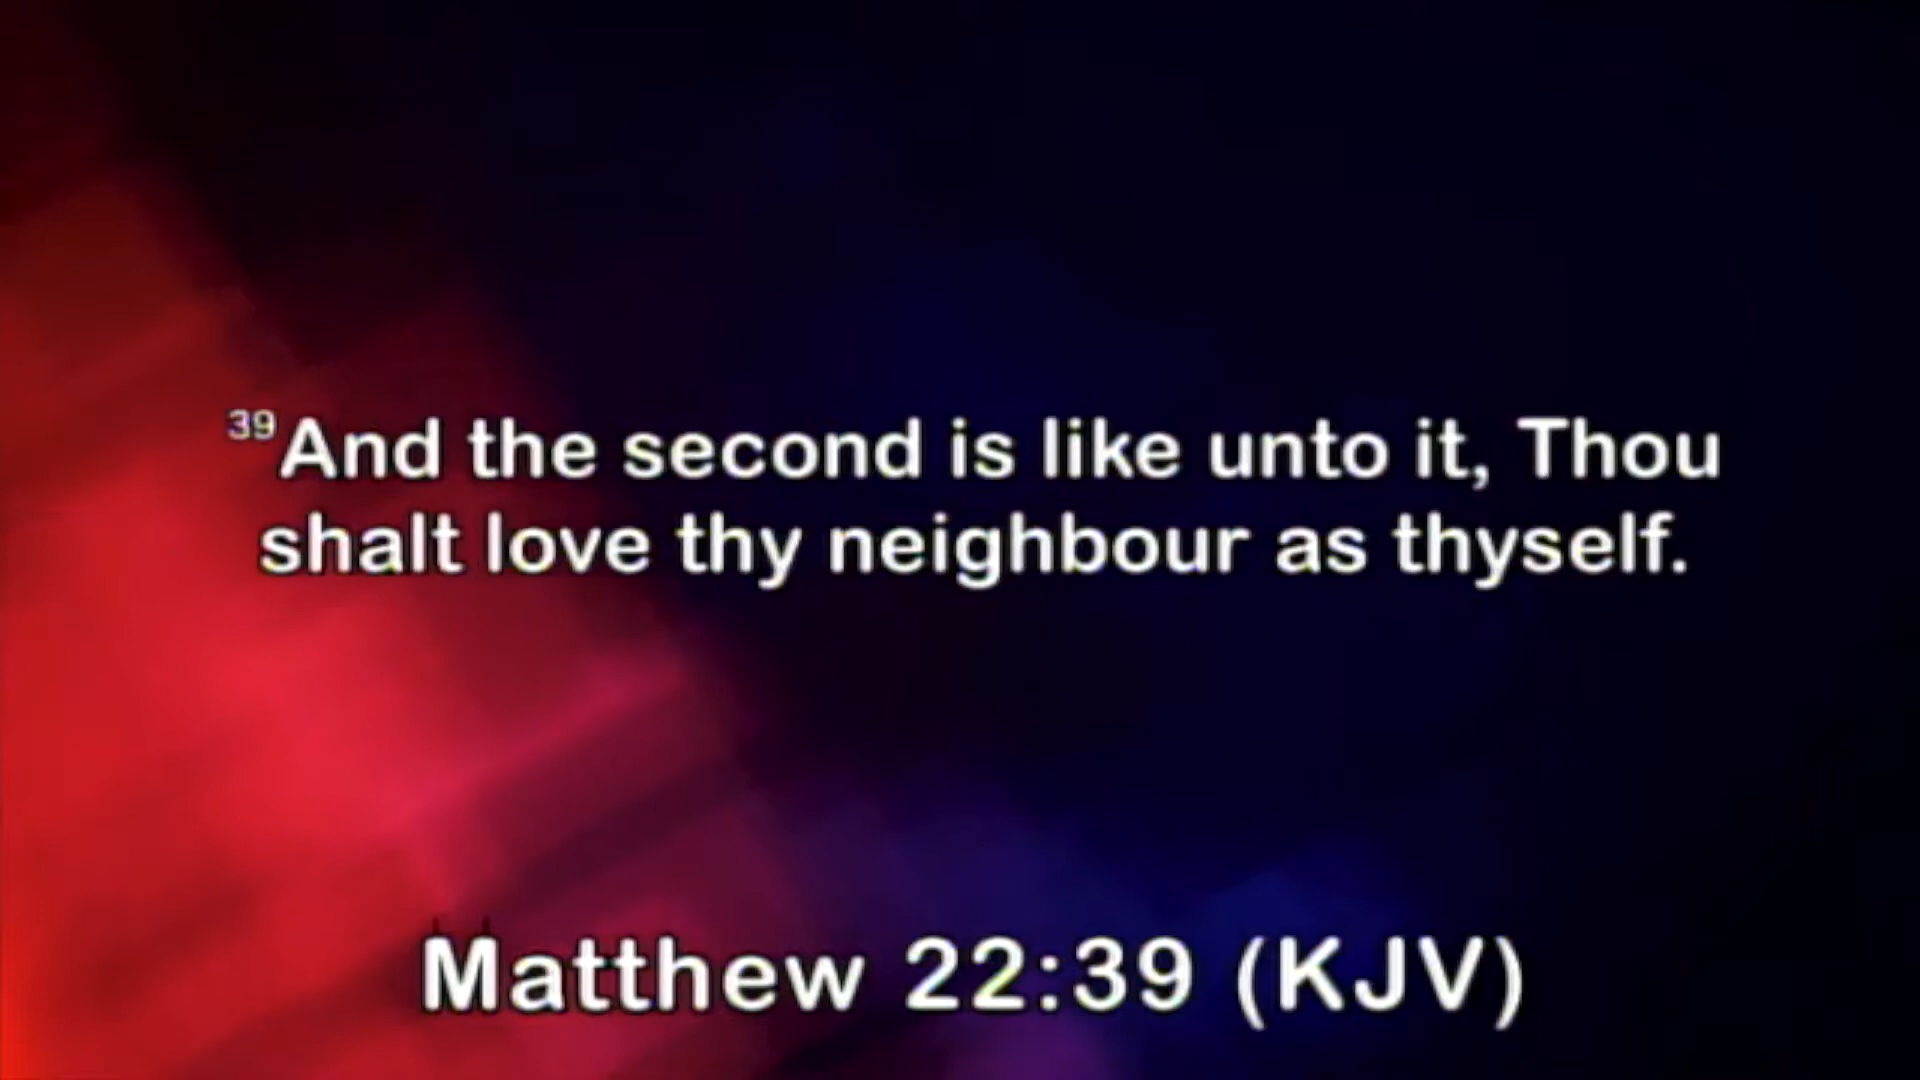 39And the second is like unto it, Thou
shalt love thy neighbour as thyself.
Matthew 22:39 (KJV)